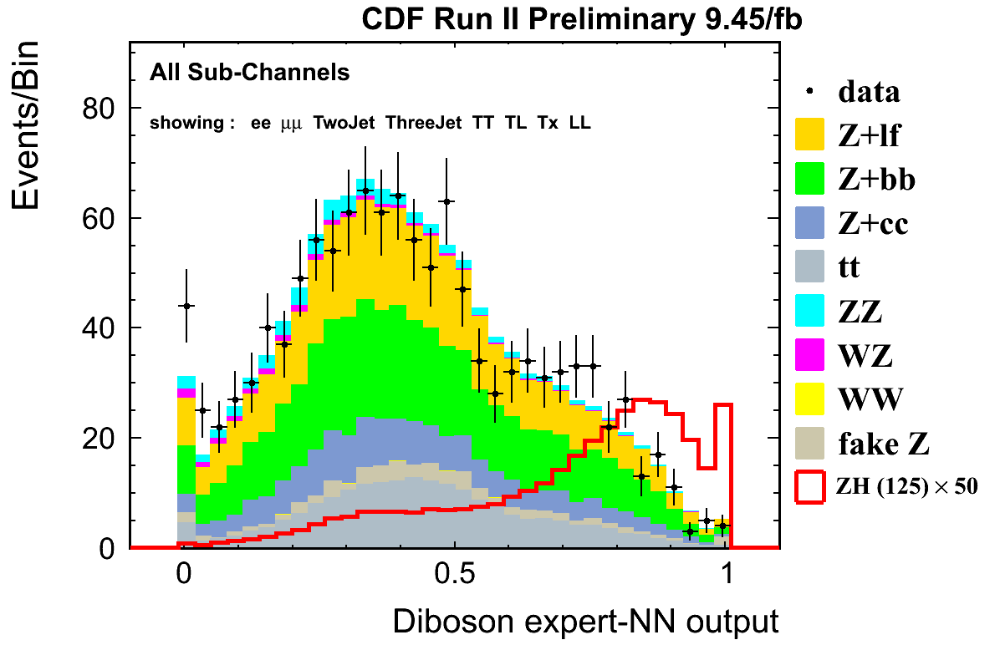 CDF Run II Preliminary 9.45/fb
Events/Bin
All Sub-Channels
showing : ee μμ TwoJet ThreeJet TT TL Tx LL
80
60
40
20
0
0 0.5 1
Diboson expert-NN output
data
Z+lf
Z+bb
Z+cc
tt
ZZ
WZ
WW
fake Z
ZH (125) × 50